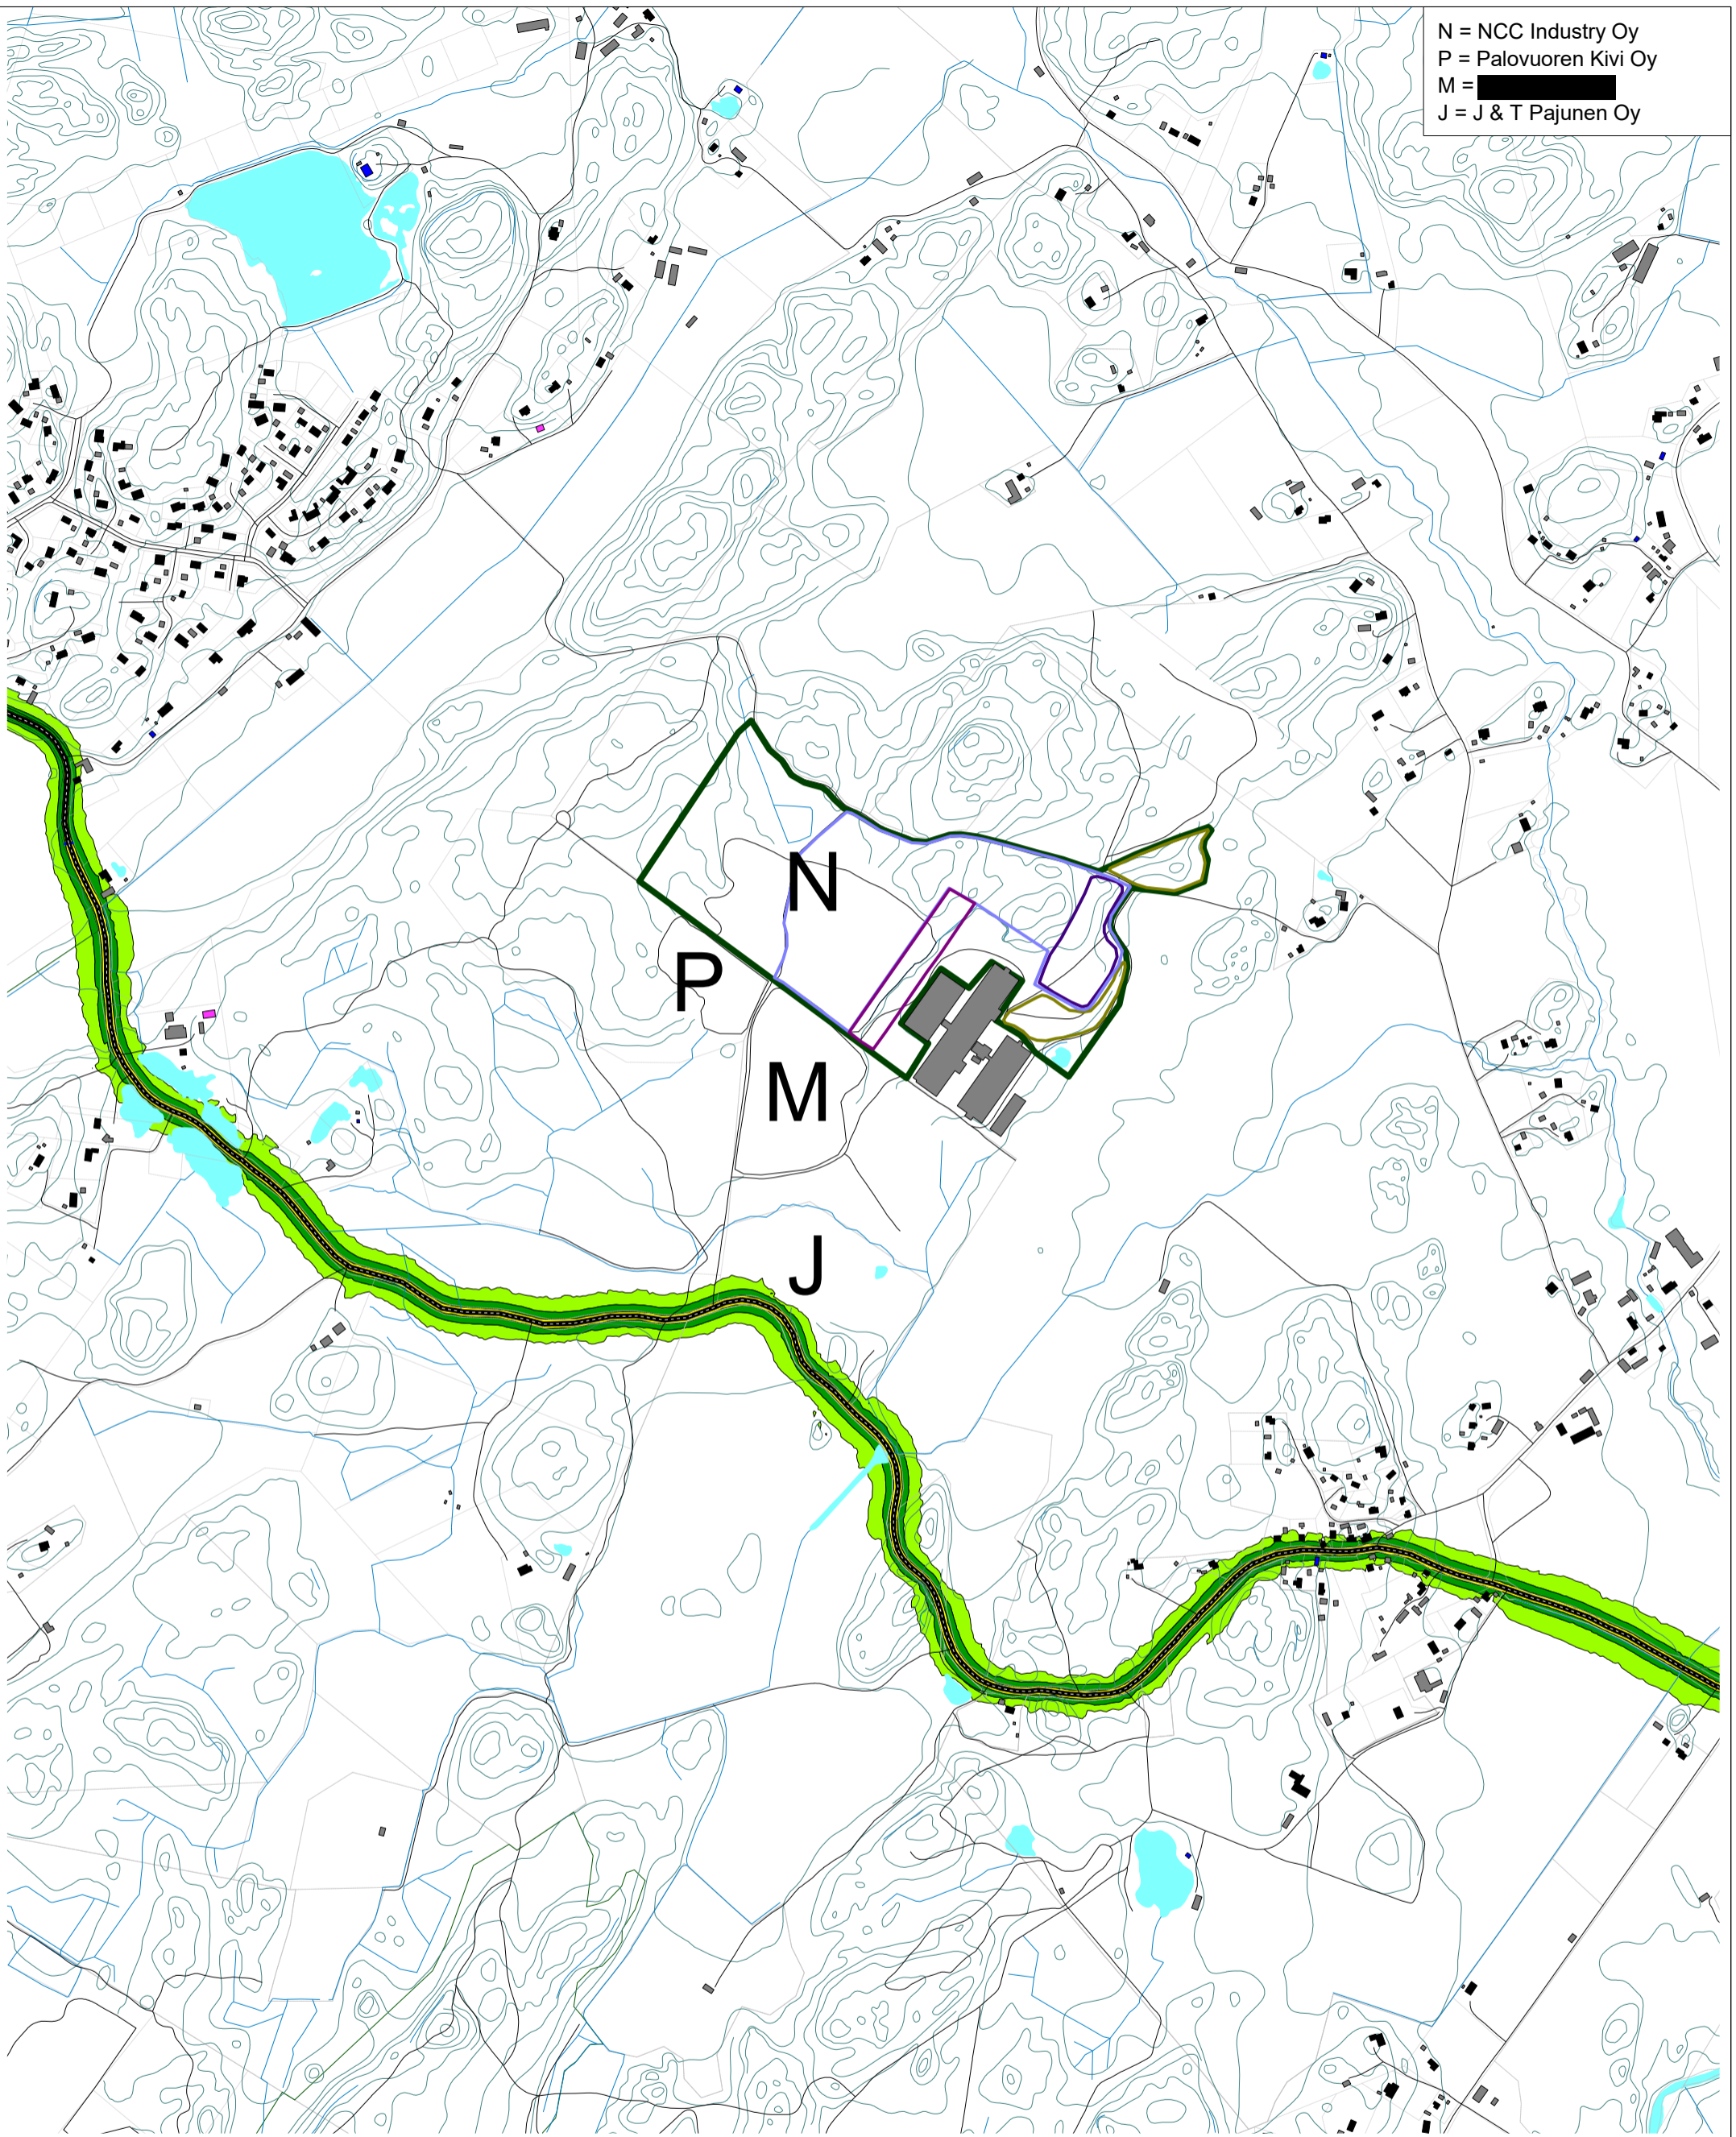 N = NCC Industry Oy
P = Palovuoren Kivi Oy
M =
J = J & T Pajunen Oy
N
P
M
J